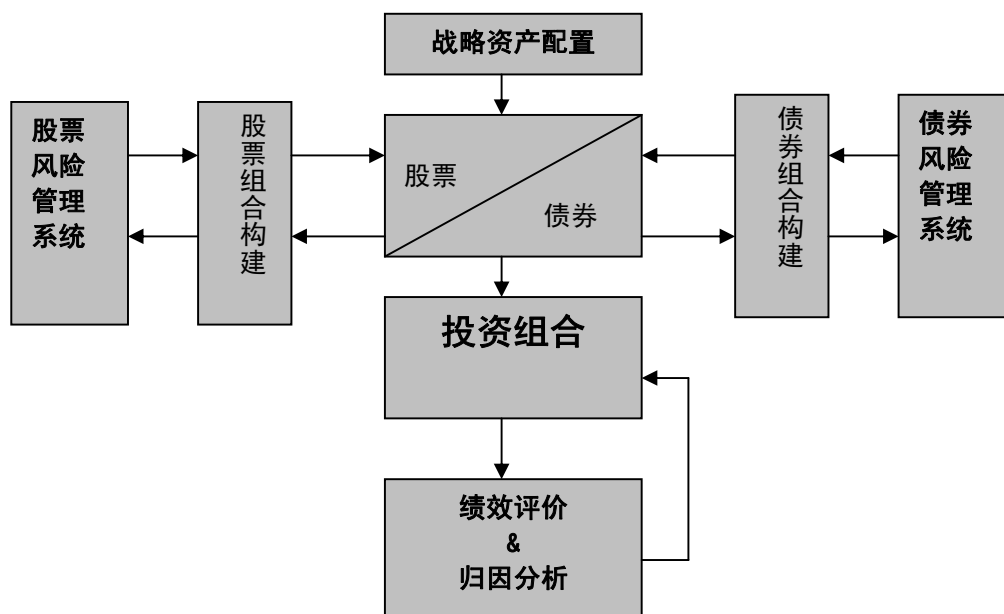 战略资产配置
股票
风险
管理
系统
股票组合构建
股票
债券
债券组合构建
债券
风险
管理
系统
投资组合
绩效评价
&
归因分析